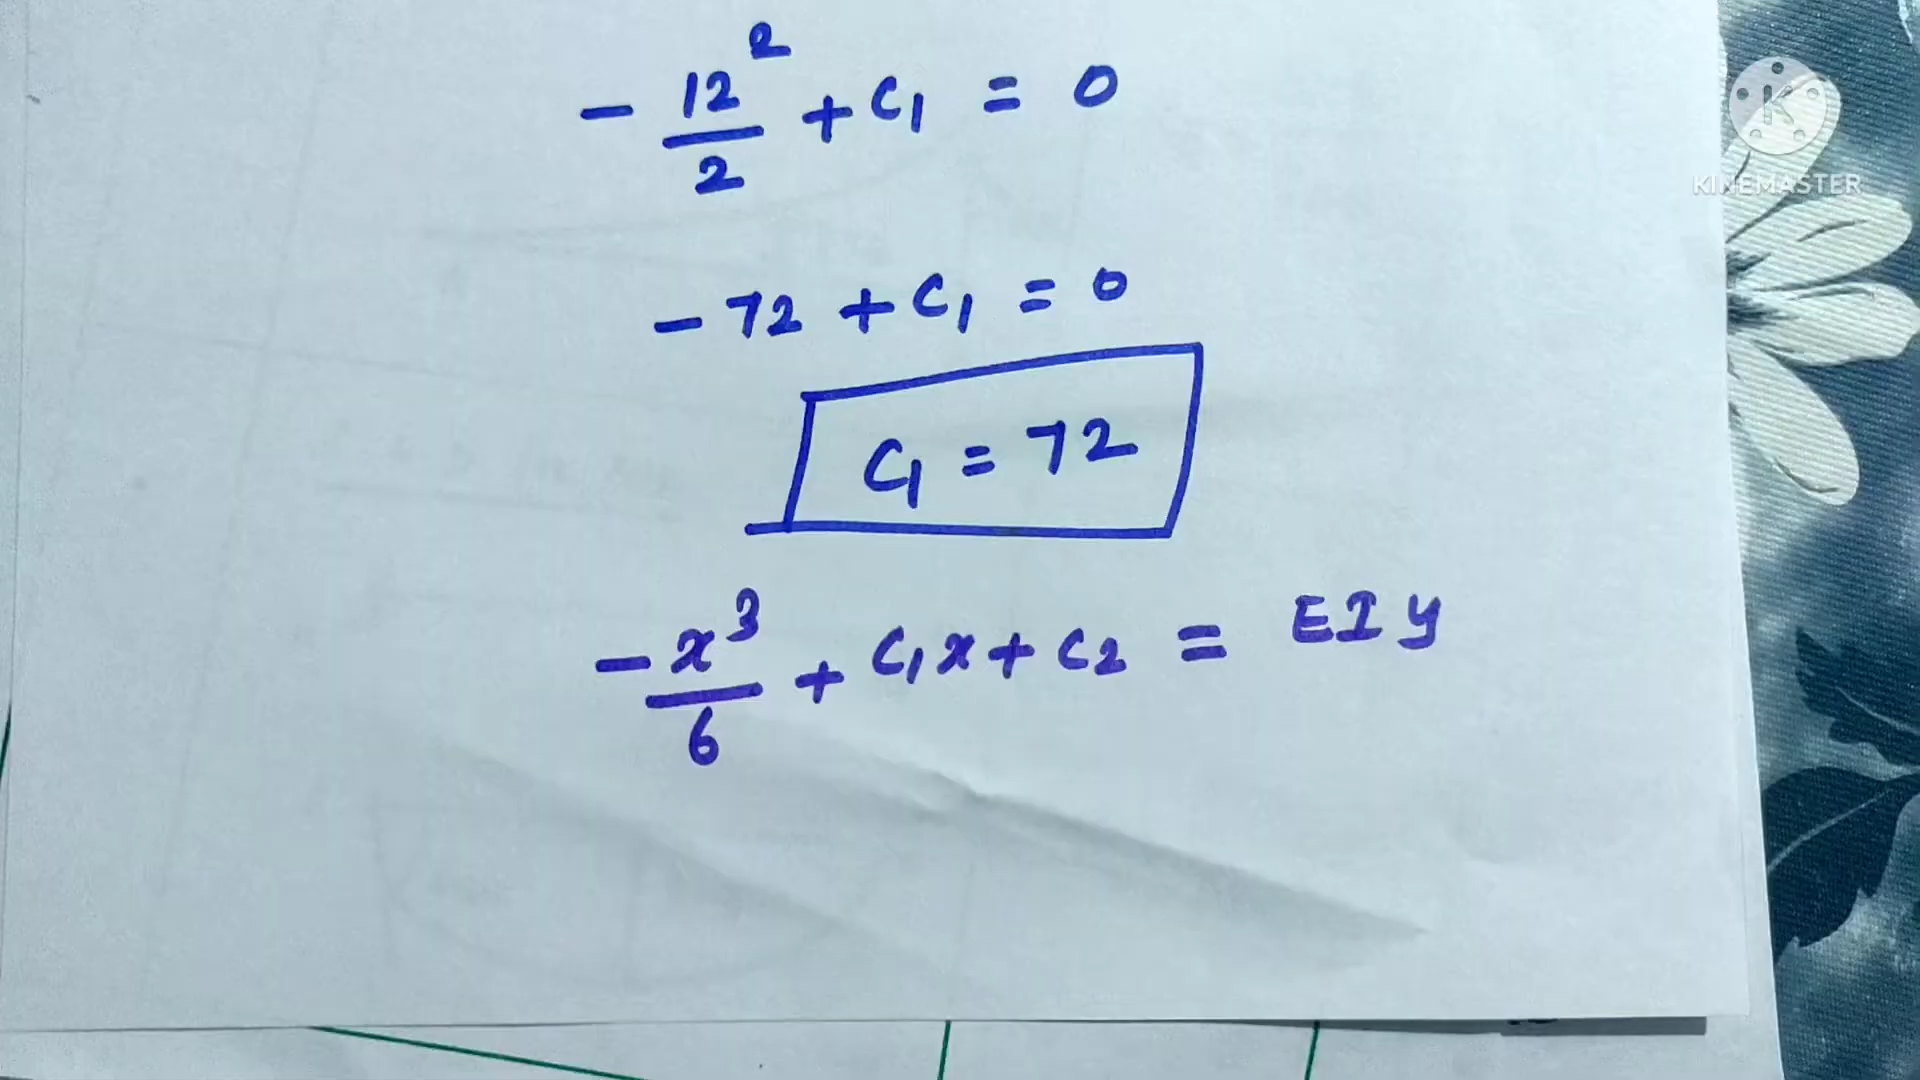 - 12²/2 + C₁ = 0
- 72 + C₁ = 0
C₁ = 72
- x³/6 + C₁x + C₂ = EIy
KINEMASTER